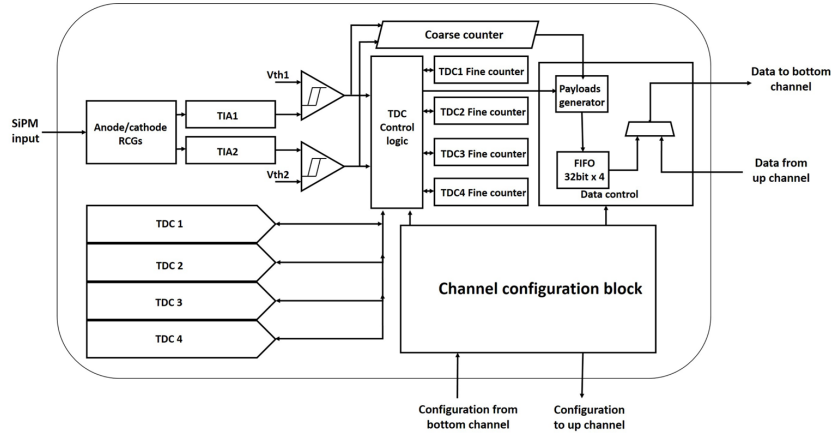 Coarse counter
Vth1
TDC1 Fine counter
Payloads
generator
Data to bottom
channel
SiPM
input
Anode/cathode
RCGs
TIA1
TDC
Control
logic
TDC2 Fine counter
TIA2
TDC3 Fine counter
FIFO
32bit x 4
Data from
up channel
Vth2
TDC4 Fine counter
Data control
TDC 1
TDC 2
TDC 3
TDC 4
Channel configuration block
Configuration from
bottom channel
Configuration
to up channel